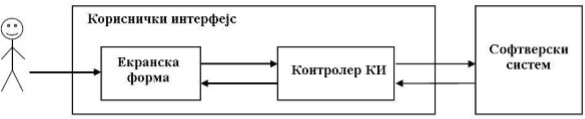 Кориснички интерфејс
Екранска
форма
Контролер КИ
Софтверски
систем